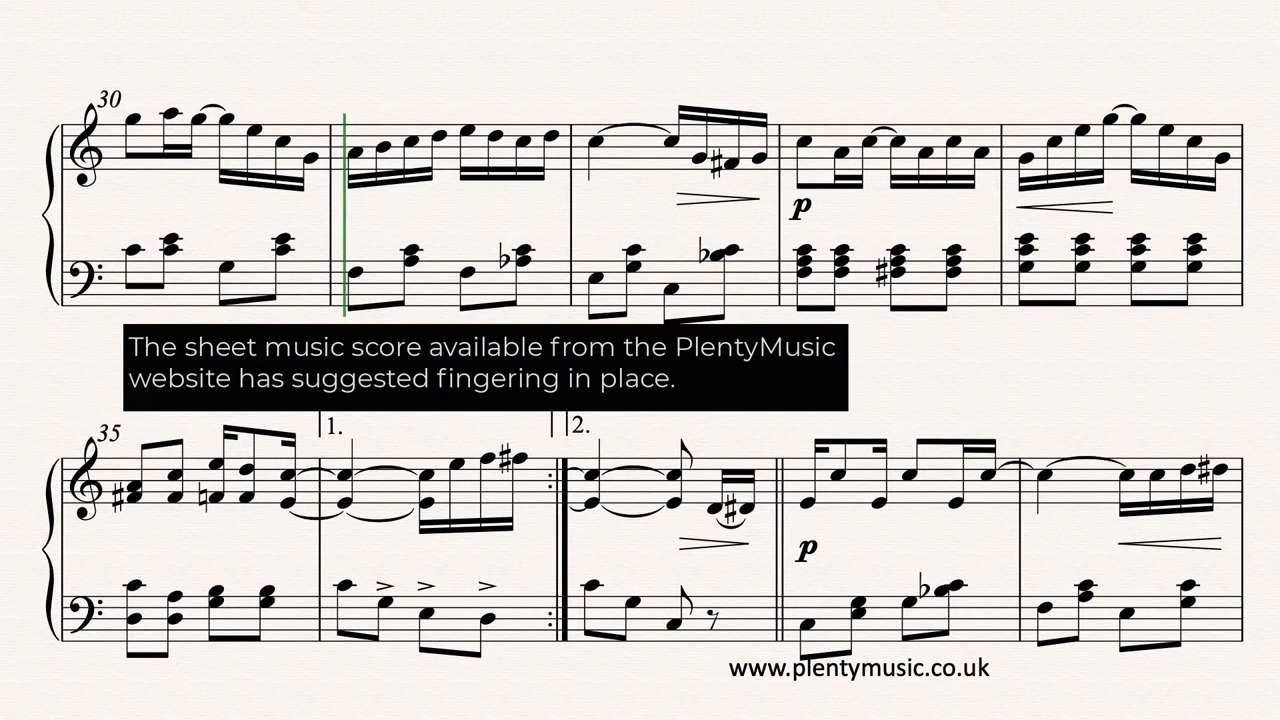 30
p
The sheet music score available from the PlentyMusic
website has suggested fingering in place.
35
1.
2.
p
www.plentymusic.co.uk